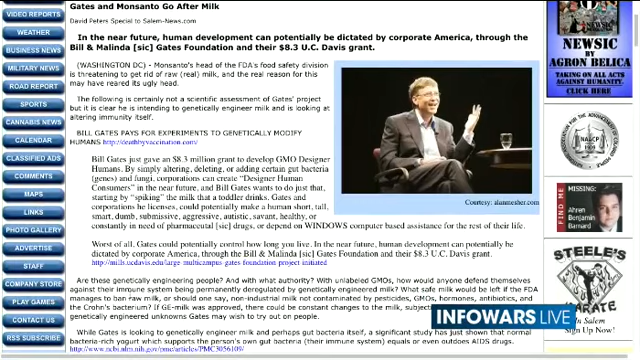 Gates and Monsanto Go After Milk
David Peters Special to Salem-News.com
In the near future, human development can potentially be dictated by corporate America, through the
Bill & Malinda [sic] Gates Foundation and their $8.3 U.C. Davis grant.
(WASHINGTON DC) - Monsanto's head of the FDA's food safety division
is threatening to get rid of raw (real) milk, and the real reason for this
may have reared its ugly head.
The following is certainly not a scientific assessment of Gates' project
but it is clear he is intending to genetically engineer milk and is looking at
altering immunity itself.
BILL GATES PAYS FOR EXPERIMENTS TO GENETICALLY MODIFY
HUMANS http://deathbyvaccination.com/
Bill Gates just gave an $8.3 million grant to develop GMO Designer
Humans. By simply altering, deleting, or adding certain gut bacteria
(genes) and fungi, corporations can create "Designer Human
Consumers" in the near future, and Bill Gates wants to do just that,
starting by "spiking" the milk that a toddler drinks. Gates and
corporations he licenses, could potentially make a human short, tall,
smart, dumb, submissive, aggressive, autistic, savant, healthy, or
constantly in need of pharmaceutal [sic] drugs, or depend on WINDOWS computer based assistance for the rest of their life.
Courtesy: alanmosher.com
Worst of all, Gates could potentially control how long you live. In the near future, human development can potentially be
dictated by corporate America, through the Bill & Malinda [sic] Gates Foundation and their $8.3 U.C. Davis grant.
http://mills.ucdavis.edu/large-multicampus-gates-foundation-project-initiated
Are these genetically engineering people? And with what authority? With unlabeled GMOs, how would anyone defend themselves
against their immune system being permanently deregulated by genetically engineered milk? What safe milk would be left if the FDA
manages to ban raw milk, or should one say, non-industrial milk not contaminated by pesticides, GMOs, hormones, antibiotics, and
the Crohn's bacterium? If GE-milk was approved, there could be constant changes to the milk, subject
genetically engineered unknowns Gates may wish to try out on people.
While Gates is looking to genetically engineer milk and perhaps gut bacteria itself, a significant study has just shown that normal
bacteria-rich yogurt which supports the person's own gut bacteria (their immune system) equals or even outdoes AIDS drugs.
http://www.ncbi.nlm.nih.gov/pmc/articles/PMC3056109/
VIDEO REPORTS
WEATHER
BUSINESS NEWS
MILITARY NEWS
ROAD REPORT
SPORTS
CANNABIS NEWS
CALENDAR
CLASSIFIED ADS
COMMENTS
MAPS
LINKS
PHOTO GALLERY
ADVERTISE
STAFF
COMPANY STORE
PLAY GAMES
CONTACT US
RSS SUBSCRIBE
NEWSIC
BY
AGRON BELICA
TAKING ON ALL ACTS
AGAINST HUMANITY
CLICK HERE
NAACP
FIND ME
MISSING:
Ahren
Benjamin
Barnard
STEELE'S
KARATE
In Salem
Sign Up
INFOWARS LIVE